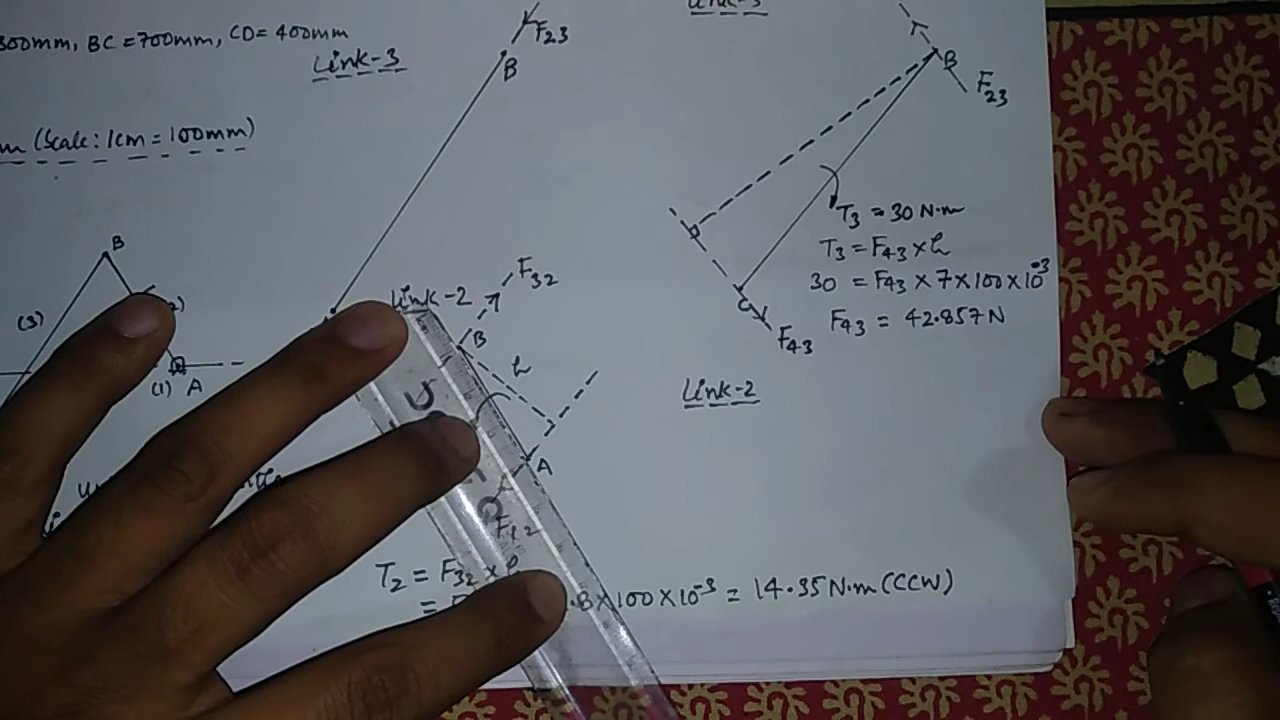 300mm, BC = 700mm, CD = 400mm
Link-3
F23
B
(Scale: 1cm = 100mm)
B
(3)
(1) A
Link-2
F32
B
h
A
F12
T2 = F32 ×
= .8×100×10⁻³ = 14.35 N.m (CCW)
B
F23
T3 = 30 N.m
T3 = F43 × h
30 = F43 × 7 × 100 × 10⁻³
F43 = 42.857 N
C
F43
Link-2